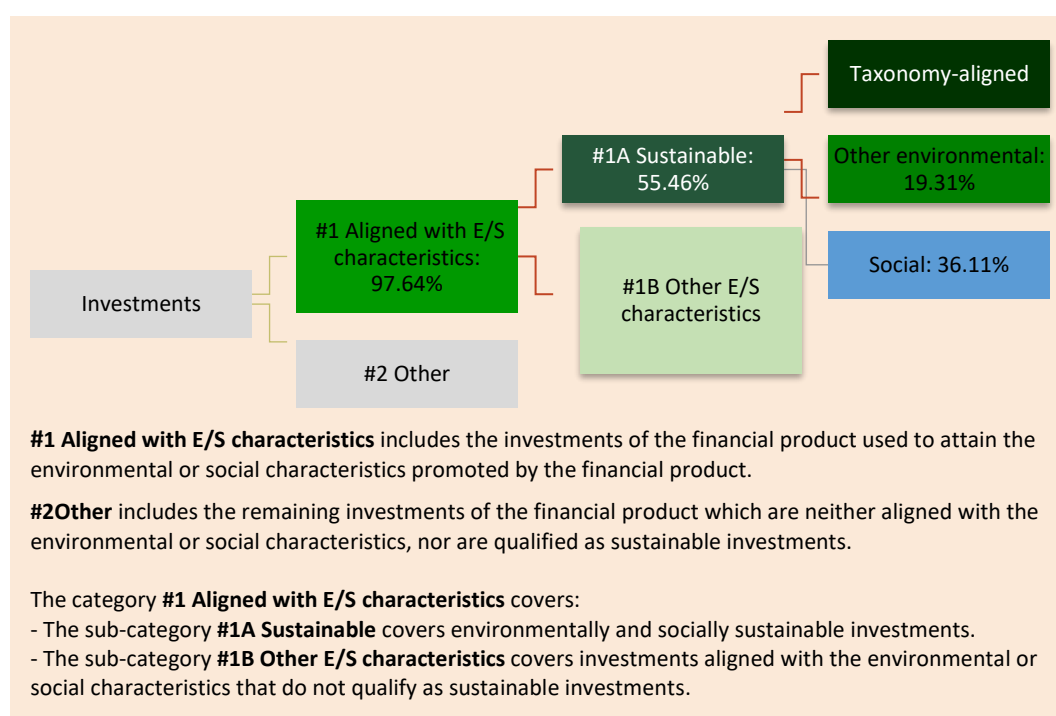 Taxonomy-aligned
#1A Sustainable:
55.46%
Other environmental:
19.31%
#1 Aligned with E/S
characteristics:
97.64%
Social: 36.11%
#1B Other E/S
characteristics
Investments
#2 Other
#1 Aligned with E/S characteristics includes the investments of the financial product used to attain the
environmental or social characteristics promoted by the financial product.
#2Other includes the remaining investments of the financial product which are neither aligned with the
environmental or social characteristics, nor are qualified as sustainable investments.
The category #1 Aligned with E/S characteristics covers:
- The sub-category #1A Sustainable covers environmentally and socially sustainable investments.
- The sub-category #1B Other E/S characteristics covers investments aligned with the environmental or
social characteristics that do not qualify as sustainable investments.